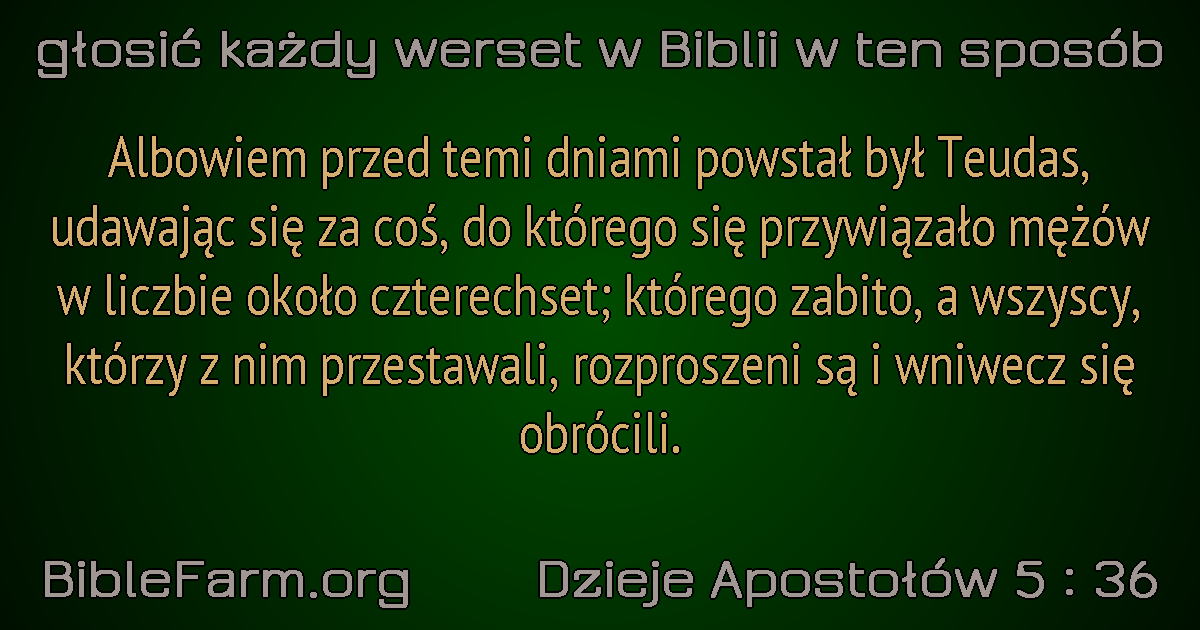 głosić każdy werset w Biblii w ten sposób
Albowiem przed temi dniami powstał był Teudas,
udawając się za coś, do którego się przywiązało mężów
w liczbie około czterechset; którego zabito, a wszyscy,
którzy z nim przestawali, rozproszeni są i wniwecz się
obrócili.
BibleFarm.org Dzieje Apostołów 5 : 36